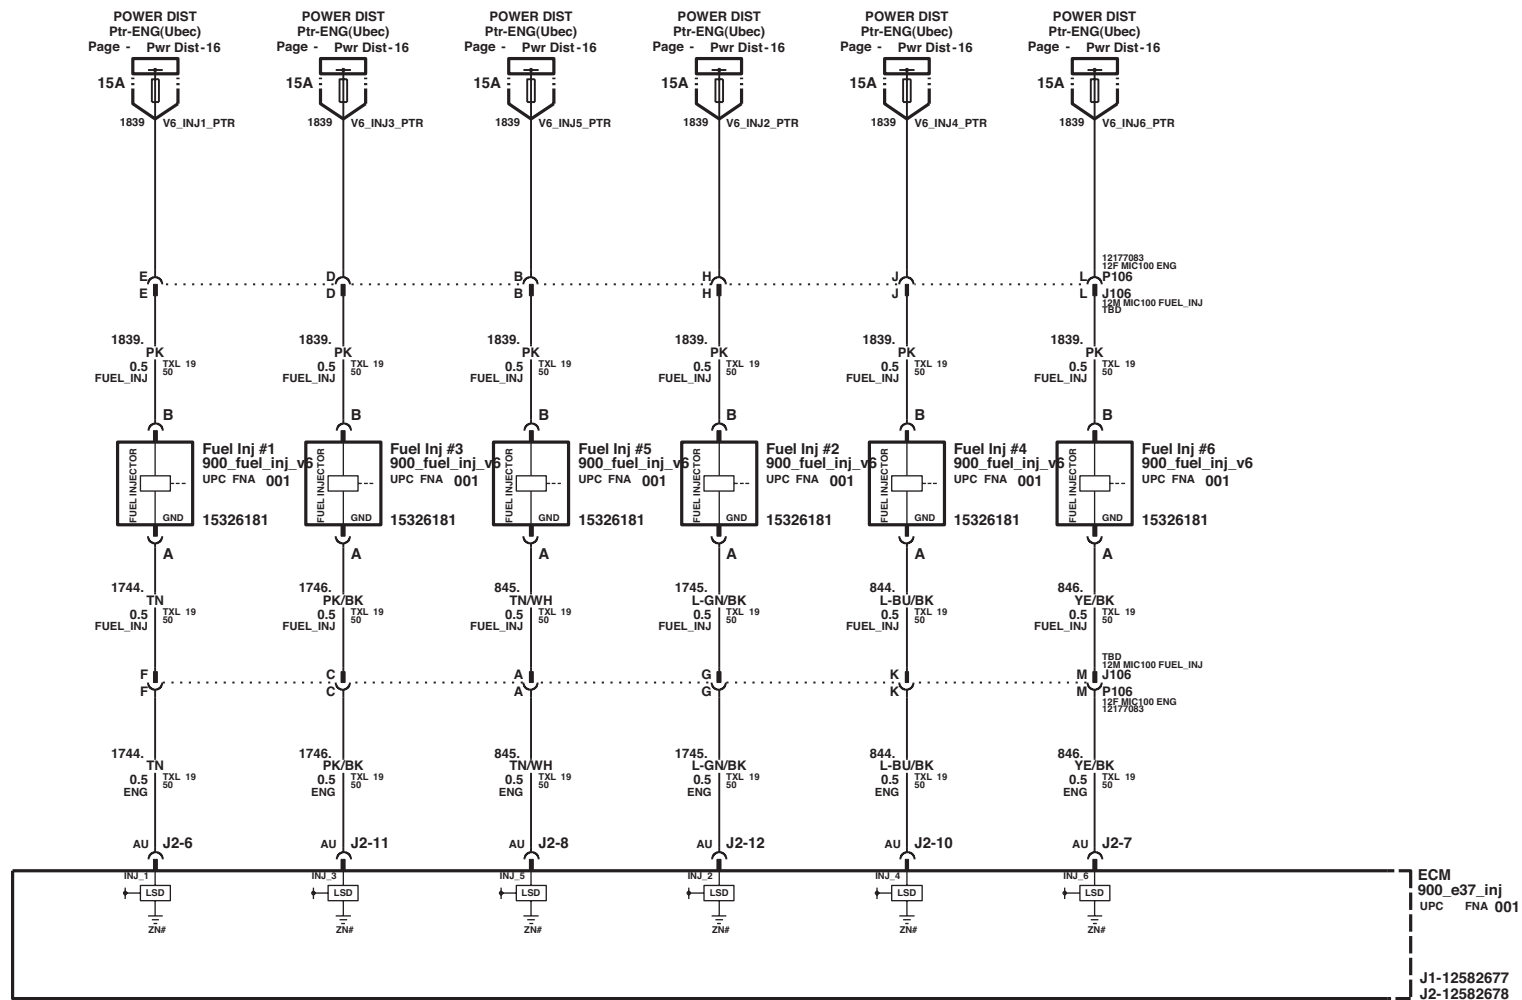 POWER DIST POWER DIST POWER DIST POWER DIST POWER DIST POWER DIST
Ptr-ENG(Ubec) Ptr-ENG(Ubec) Ptr-ENG(Ubec) Ptr-ENG(Ubec) Ptr-ENG(Ubec) Ptr-ENG(Ubec)
Page - Pwr Dist-16 Page - Pwr Dist-16 Page - Pwr Dist-16 Page - Pwr Dist-16 Page - Pwr Dist-16 Page - Pwr Dist-16
15A 15A 15A 15A 15A 15A
1839 V6_INJ1_PTR 1839 V6_INJ3_PTR 1839 V6_INJ5_PTR 1839 V6_INJ2_PTR 1839 V6_INJ4_PTR 1839 V6_INJ6_PTR
12177083
12F MIC100 ENG
E D B H J L P106
E D B H J L J106
12M MIC100 FUEL_INJ
TBD
1839. 1839. 1839. 1839. 1839. 1839.
PK PK PK PK PK PK
0.5 TXL 19 0.5 TXL 19 0.5 TXL 19 0.5 TXL 19 0.5 TXL 19 0.5 TXL 19
50 50 50 50 50 50
FUEL_INJ FUEL_INJ FUEL_INJ FUEL_INJ FUEL_INJ FUEL_INJ
B B B B B B
FUEL INJECTOR FUEL INJECTOR FUEL INJECTOR FUEL INJECTOR FUEL INJECTOR FUEL INJECTOR
Fuel Inj #1 Fuel Inj #3 Fuel Inj #5 Fuel Inj #2 Fuel Inj #4 Fuel Inj #6
900_fuel_inj_v6 900_fuel_inj_v6 900_fuel_inj_v6 900_fuel_inj_v6 900_fuel_inj_v6 900_fuel_inj_v6
UPC FNA 001 UPC FNA 001 UPC FNA 001 UPC FNA 001 UPC FNA 001 UPC FNA 001
GND 15326181 GND 15326181 GND 15326181 GND 15326181 GND 15326181 GND 15326181
A A A A A A
1744. 1746. 845. 1745. 844. 846.
TN PK/BK TN/WH L-GN/BK L-BU/BK YE/BK
0.5 TXL 19 0.5 TXL 19 0.5 TXL 19 0.5 TXL 19 0.5 TXL 19 0.5 TXL 19
50 50 50 50 50 50
FUEL_INJ FUEL_INJ FUEL_INJ FUEL_INJ FUEL_INJ FUEL_INJ
TBD
12M MIC100 FUEL_INJ
F C A G K M J106
F C A G K M P106
12F MIC100 ENG
12177083
1744. 1746. 845. 1745. 844. 846.
TN PK/BK TN/WH L-GN/BK L-BU/BK YE/BK
0.5 TXL 19 0.5 TXL 19 0.5 TXL 19 0.5 TXL 19 0.5 TXL 19 0.5 TXL 19
50 50 50 50 50 50
ENG ENG ENG ENG ENG ENG
AU J2-6 AU J2-11 AU J2-8 AU J2-12 AU J2-10 AU J2-7
INJ_1 INJ_3 INJ_5 INJ_2 INJ_4 INJ_6 ECM
LSD LSD LSD LSD LSD LSD 900_e37_inj
UPC FNA 001
ZN# ZN# ZN# ZN# ZN# ZN#
J1-12582677
J2-12582678